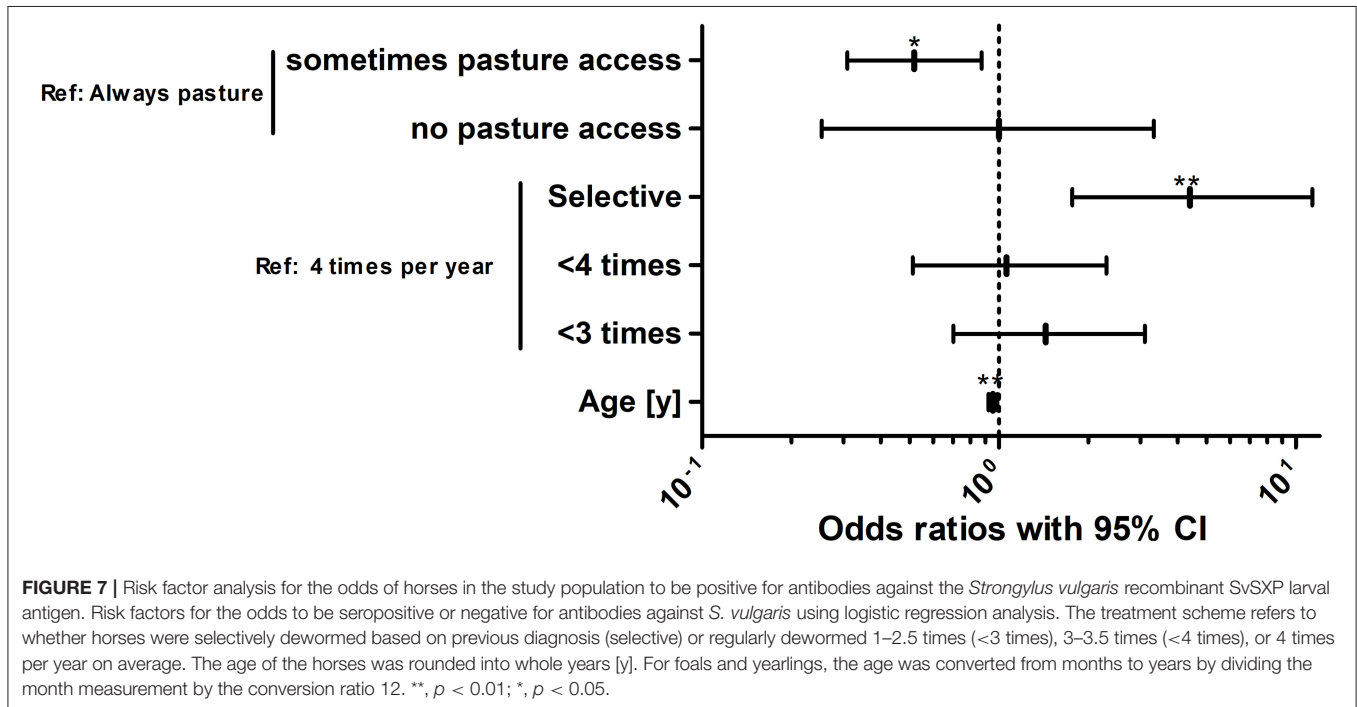 sometimes pasture access
*
Ref: Always pasture
no pasture access
Selective
**
Ref: 4 times per year
<4 times
<3 times
Age [y]
**
10-1
100
101
Odds ratios with 95% CI
FIGURE 7 | Risk factor analysis for the odds of horses in the study population to be positive for antibodies against the Strongylus vulgaris recombinant SvSXP larval
antigen. Risk factors for the odds to be seropositive or negative for antibodies against S. vulgaris using logistic regression analysis. The treatment scheme refers to
whether horses were selectively dewormed based on previous diagnosis (selective) or regularly dewormed 1–2.5 times (<3 times), 3–3.5 times (<4 times), or 4 times
per year on average. The age of the horses was rounded into whole years [y]. For foals and yearlings, the age was converted from months to years by dividing the
month measurement by the conversion ratio 12. **, p < 0.01; *, p < 0.05.